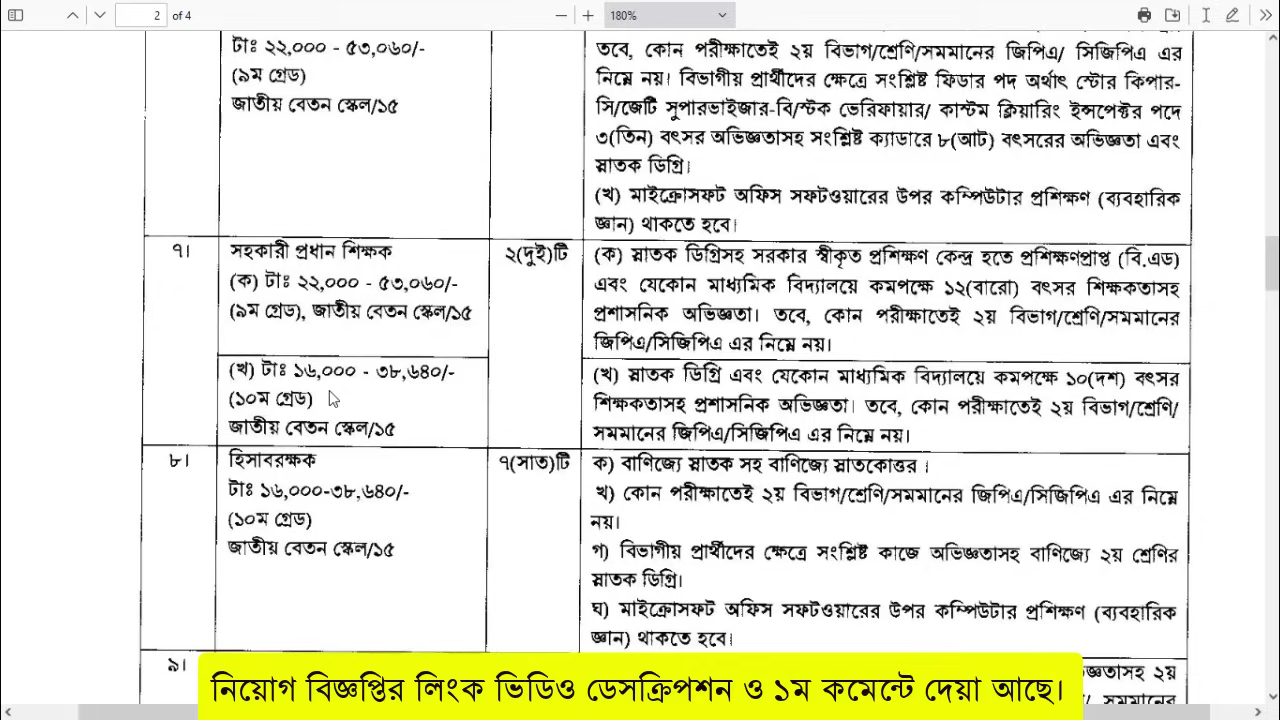 2 of 4
180%
টাঃ ২২,০০০ - ৫৩,০৬০/-
(৯ম গ্রেড)
জাতীয় বেতন স্কেল/১৫
তবে, কোন পরীক্ষাতেই ২য় বিভাগ/শ্রেণি/সমমানের জিপিএ/ সিজিপিএ এর
নিম্নে নয়। বিভাগীয় প্রার্থীদের ক্ষেত্রে সংশ্লিষ্ট ফিডার পদ অর্থাৎ স্টোর কিপার-
সি/জেটি সুপারভাইজার-বি/স্টক ভেরিফায়ার/ কাস্টম ক্লিয়ারিং ইন্সপেক্টর পদে
৩(তিন) বৎসর অভিজ্ঞতাসহ সংশ্লিষ্ট ক্যাডারে ৮(আট) বৎসরের অভিজ্ঞতা এবং
স্নাতক ডিগ্রি।
(খ) মাইক্রোসফট অফিস সফটওয়ারের উপর কম্পিউটার প্রশিক্ষণ (ব্যবহারিক
জ্ঞান) থাকতে হবে।
৭।
সহকারী প্রধান শিক্ষক
(ক) টাঃ ২২,০০০ - ৫৩,০৬০/-
(৯ম গ্রেড), জাতীয় বেতন স্কেল/১৫
২(দুই)টি
(ক) স্নাতক ডিগ্রিসহ সরকার স্বীকৃত প্রশিক্ষণ কেন্দ্র হতে প্রশিক্ষণপ্রাপ্ত (বি.এড)
এবং যেকোন মাধ্যমিক বিদ্যালয়ে কমপক্ষে ১২(বারো) বৎসর শিক্ষকতাসহ
প্রশাসনিক অভিজ্ঞতা। তবে, কোন পরীক্ষাতেই ২য় বিভাগ/শ্রেণি/সমমানের
জিপিএ/সিজিপিএ এর নিম্নে নয়।
(খ) টাঃ ১৬,০০০ - ৩৮,৬৪০/-
(১০ম গ্রেড)
জাতীয় বেতন স্কেল/১৫
(খ) স্নাতক ডিগ্রি এবং যেকোন মাধ্যমিক বিদ্যালয়ে কমপক্ষে ১০(দশ) বৎসর
শিক্ষকতাসহ প্রশাসনিক অভিজ্ঞতা। তবে, কোন পরীক্ষাতেই ২য় বিভাগ/শ্রেণি/
সমমানের জিপিএ/সিজিপিএ এর নিম্নে নয়।
৮।
হিসাবরক্ষক
টাঃ ১৬,০০০-৩৮,৬৪০/-
(১০ম গ্রেড)
জাতীয় বেতন স্কেল/১৫
৭(সাত)টি
ক) বাণিজ্যে স্নাতক সহ বাণিজ্যে স্নাতকোত্তর ।
খ) কোন পরীক্ষাতেই ২য় বিভাগ/শ্রেণি/সমমানের জিপিএ/সিজিপিএ এর নিম্নে
নয়।
গ) বিভাগীয় প্রার্থীদের ক্ষেত্রে সংশ্লিষ্ট কাজে অভিজ্ঞতাসহ বাণিজ্যে ২য় শ্রেণির
স্নাতক ডিগ্রি।
ঘ) মাইক্রোসফট অফিস সফটওয়ারের উপর কম্পিউটার প্রশিক্ষণ (ব্যবহারিক
জ্ঞান) থাকতে হবে।
৯।
২য়
নিয়োগ বিজ্ঞপ্তির লিংক ভিডিও ডেসক্রিপশন ও ১ম কমেন্টে দেয়া আছে।